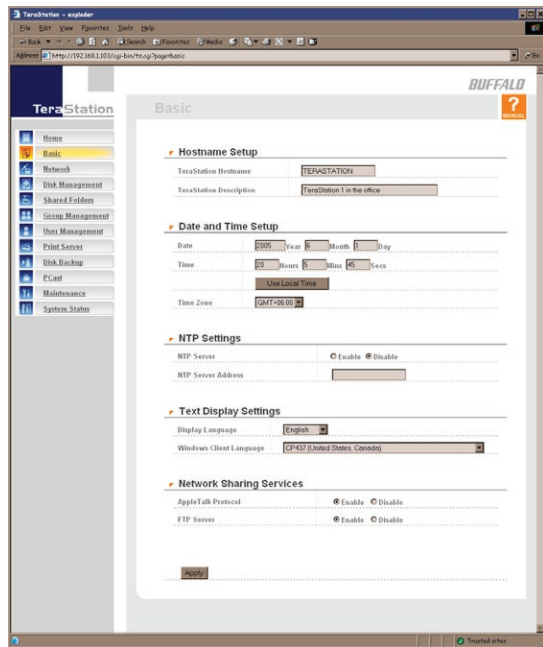 TeraStation - explorer
File Edit View Favorites Tools Help
Back Search Favorites Media
Address http://192.168.1.103/cgi-bin/ts.cgi?page=basic Go
BUFFALO
TeraStation
Basic
?
MANUAL
Home
Basic
Network
Disk Management
Shared Folders
Group Management
User Management
Print Server
Disk Backup
PCast
Maintenance
System Status
Hostname Setup
TeraStation Hostname TERASTATION
TeraStation Description TeraStation 1 in the office
Date and Time Setup
Date 2005 Year 6 Month 1 Day
Time 20 Hours 5 Mins 45 Secs
Use Local Time
Time Zone GMT+06:00
NTP Settings
NTP Server Enable Disable
NTP Server Address
Text Display Settings
Display Language English
Windows Client Language CP437 (United States, Canada)
Network Sharing Services
AppleTalk Protocol Enable Disable
FTP Server Enable Disable
Apply
Trusted sites